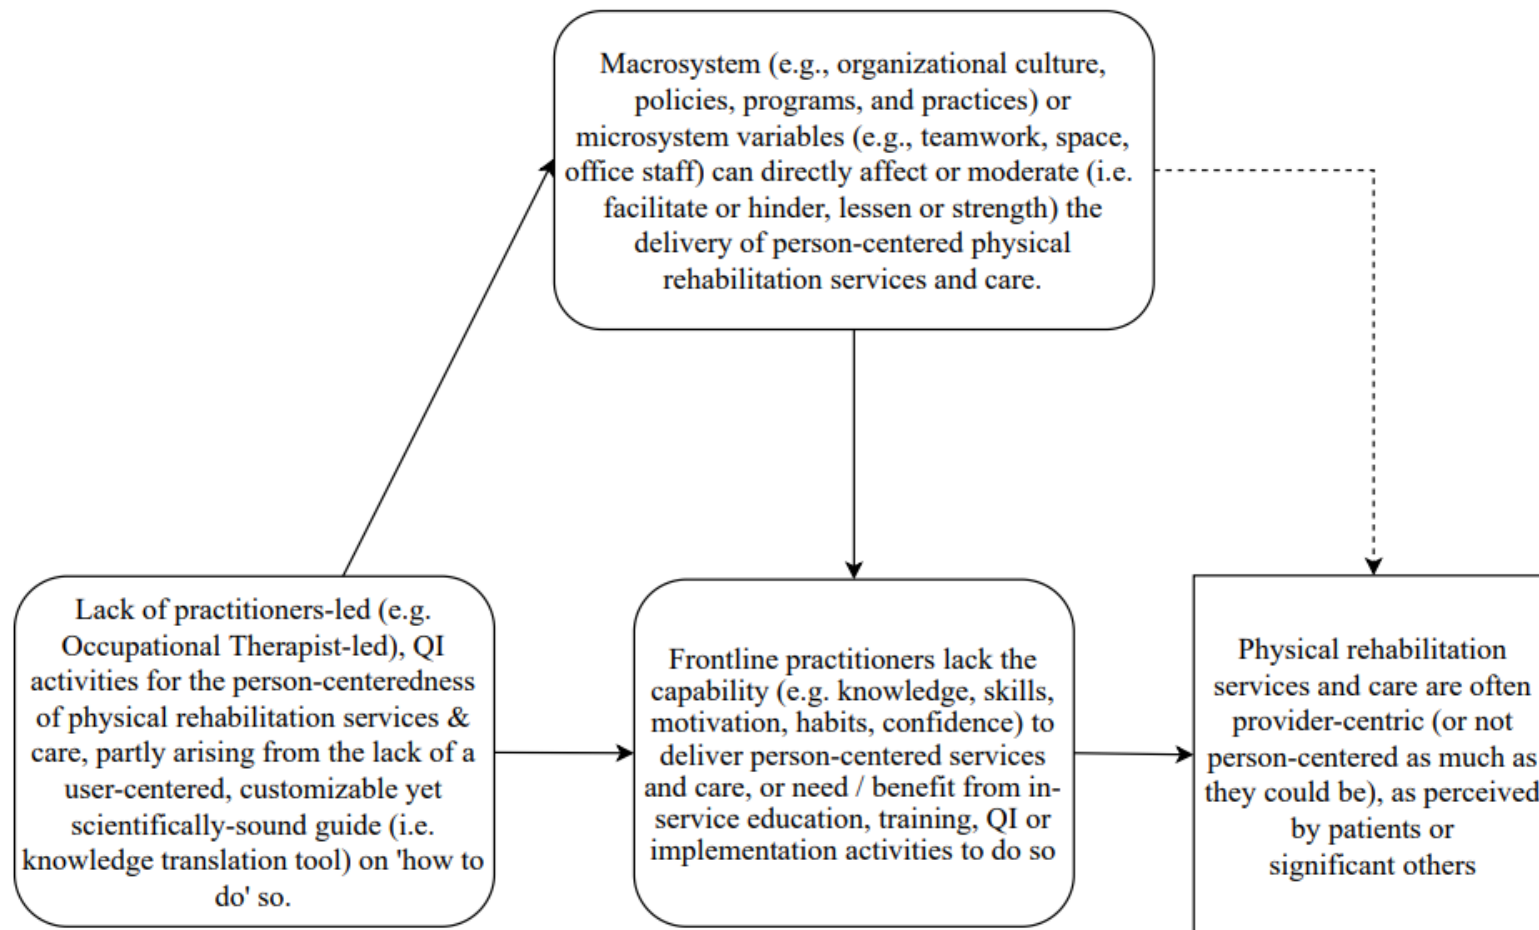 Macrosystem (e.g., organizational culture,
policies, programs, and practices) or
microsystem variables (e.g., teamwork, space,
office staff) can directly affect or moderate (i.e.
facilitate or hinder, lessen or strength) the
delivery of person-centered physical
rehabilitation services and care.
Lack of practitioners-led (e.g.
Occupational Therapist-led), QI
activities for the person-centeredness
of physical rehabilitation services &
care, partly arising from the lack of a
user-centered, customizable yet
scientifically-sound guide (i.e.
knowledge translation tool) on 'how to
do' so.
Frontline practitioners lack the
capability (e.g. knowledge, skills,
motivation, habits, confidence) to
deliver person-centered services
and care, or need / benefit from in-
service education, training, QI or
implementation activities to do so
Physical rehabilitation
services and care are often
provider-centric (or not
person-centered as much as
they could be), as perceived
by patients or
significant others